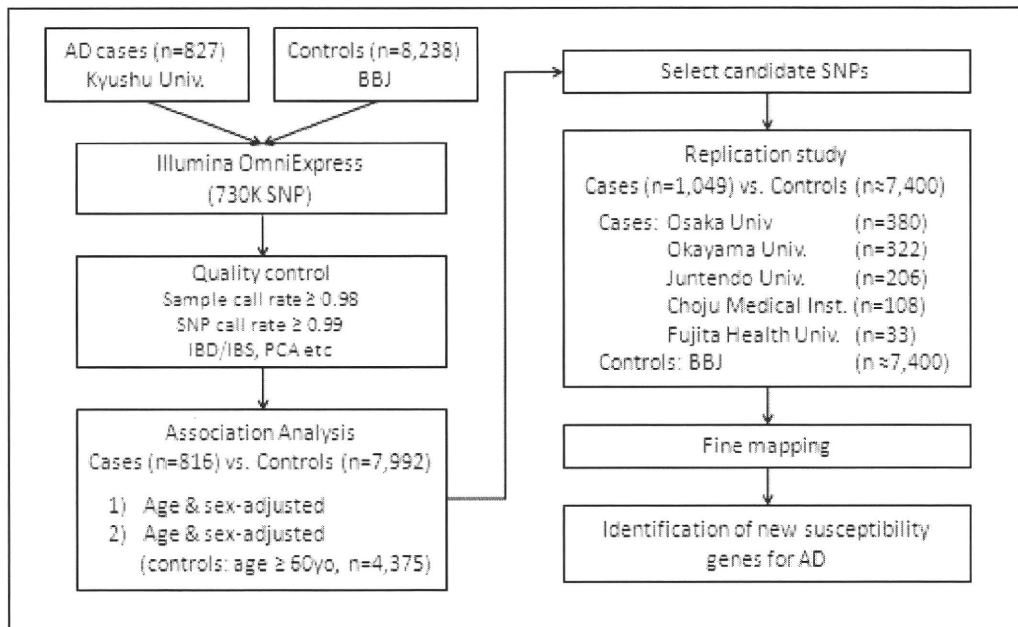 AD cases (n=827)
Kyushu Univ.
Controls (n=8,238)
BBJ
Illumina OmniExpress
(730K SNP)
Quality control
Sample call rate ≥ 0.98
SNP call rate ≥ 0.99
IBD/IBS, PCA etc
Association Analysis
Cases (n=816) vs. Controls (n=7,992)
1) Age & sex-adjusted
2) Age & sex-adjusted
(controls: age ≥ 60yo, n=4,375)
Select candidate SNPs
Replication study
Cases (n=1,049) vs. Controls (n≈7,400)
Cases: Osaka Univ (n=380)
Okayama Univ. (n=322)
Juntendo Univ. (n=206)
Choju Medical Inst. (n=108)
Fujita Health Univ. (n=33)
Controls: BBJ (n ≈7,400)
Fine mapping
Identification of new susceptibility
genes for AD